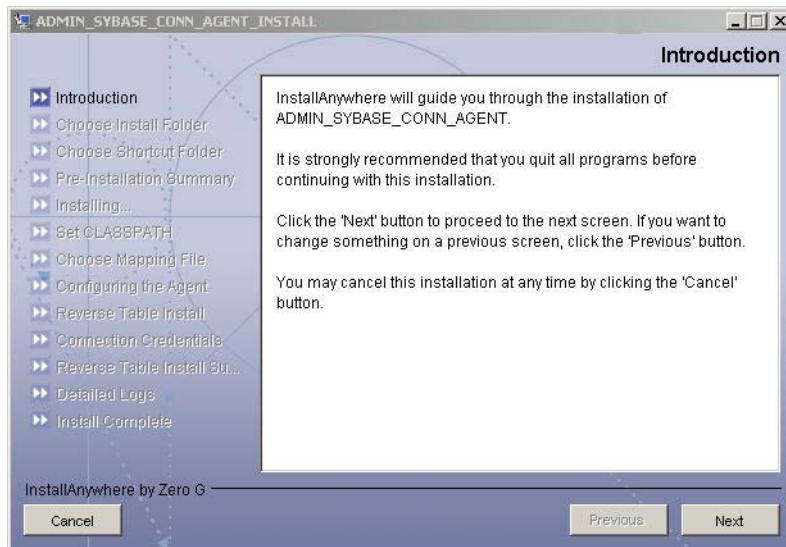 ADMIN_SYBASE_CONN_AGENT_INSTALL
Introduction
Introduction
Choose Install Folder
Choose Shortcut Folder
Pre-Installation Summary
Installing...
Set CLASSPATH
Choose Mapping File
Configuring the Agent
Reverse Table Install
Connection Credentials
Reverse Table Install Su...
Detailed Logs
Install Complete
InstallAnywhere will guide you through the installation of
ADMIN_SYBASE_CONN_AGENT.
It is strongly recommended that you quit all programs before
continuing with this installation.
Click the 'Next' button to proceed to the next screen. If you want to
change something on a previous screen, click the 'Previous' button.
You may cancel this installation at any time by clicking the 'Cancel'
button.
InstallAnywhere by Zero G
Cancel
Previous
Next